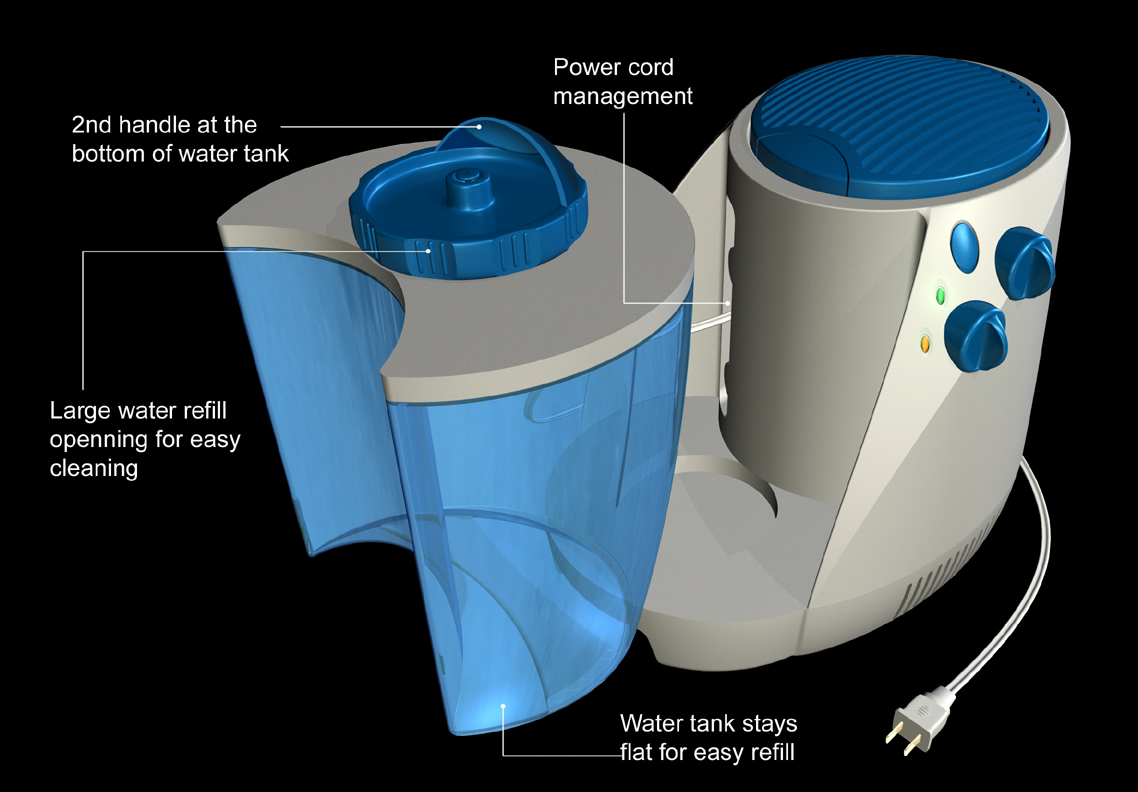 Power cord
management
2nd handle at the
bottom of water tank
Large water refill
openning for easy
cleaning
Water tank stays
flat for easy refill